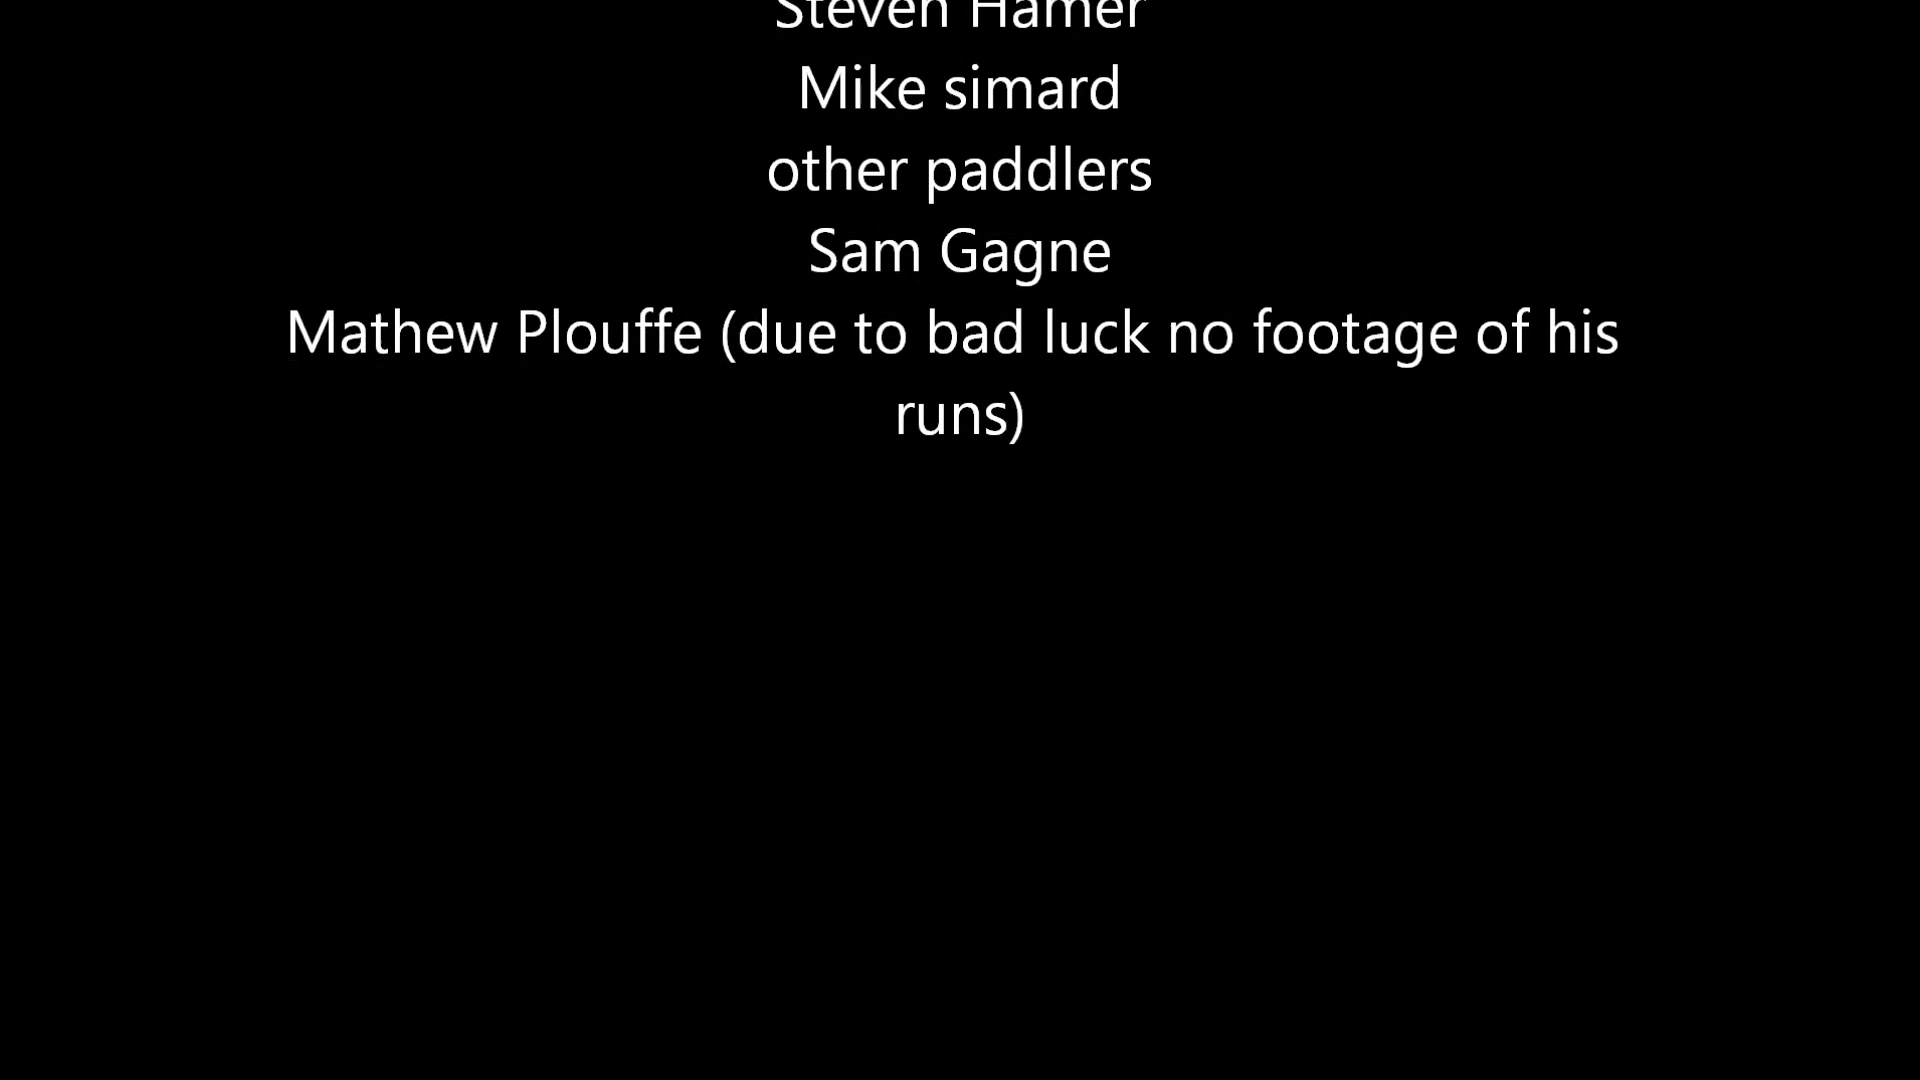 Steven Hamer
Mike simard
other paddlers
Sam Gagne
Mathew Plouffe (due to bad luck no footage of his
runs)